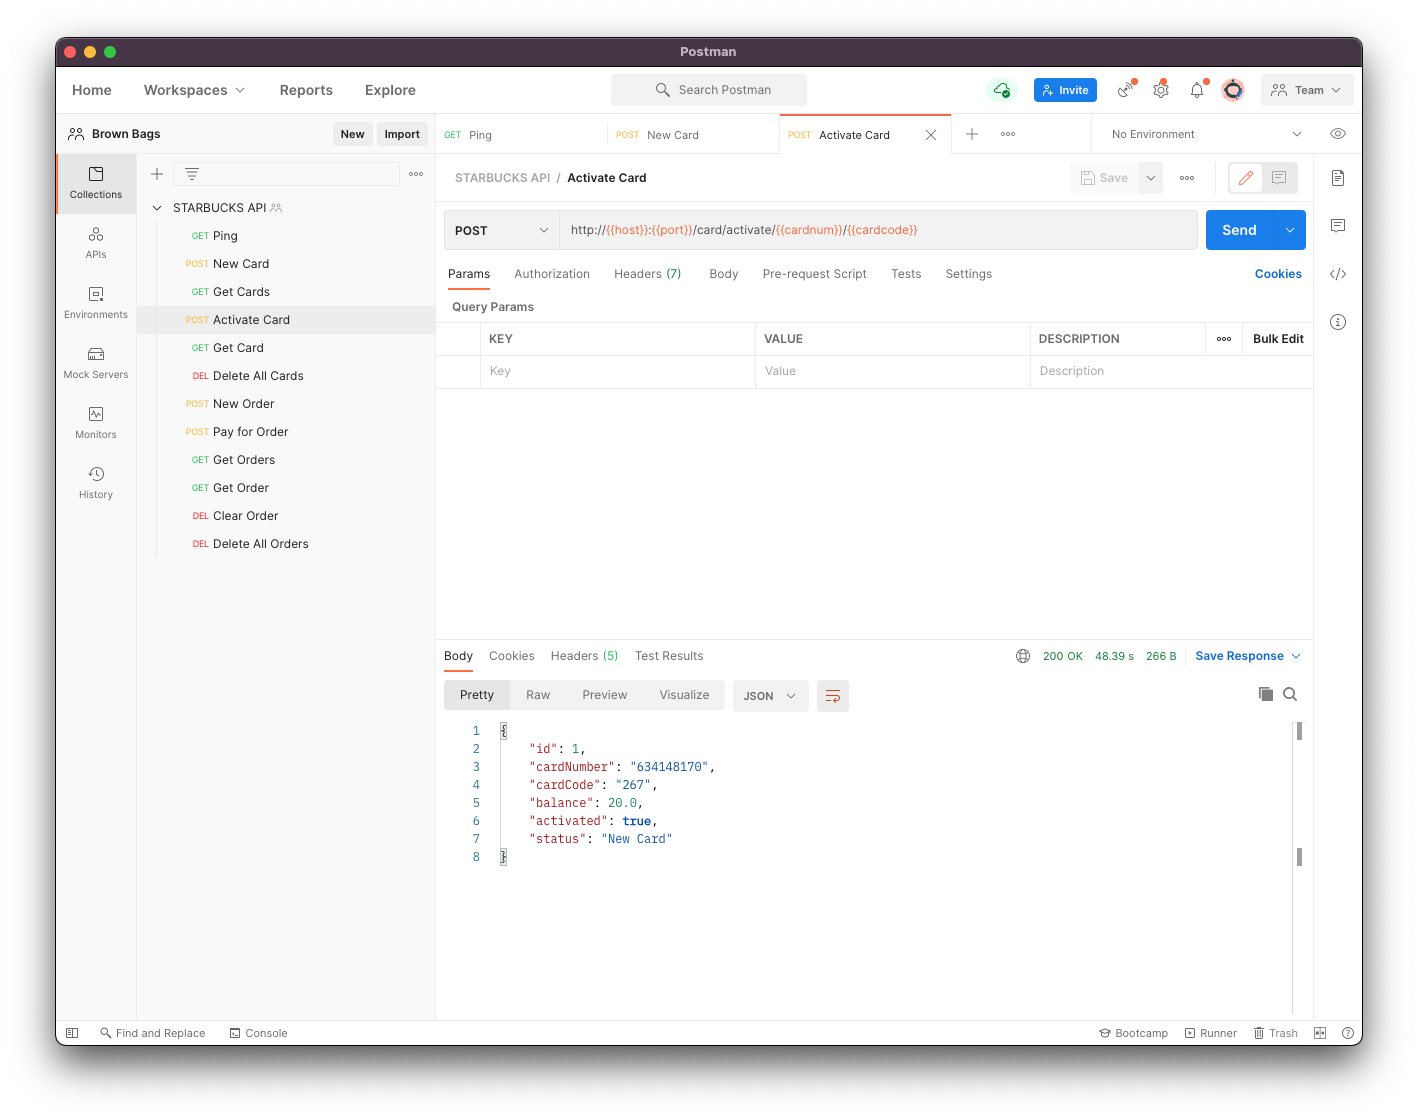 Postman
Home Workspaces Reports Explore Search Postman Invite Team
Brown Bags New Import GET Ping POST New Card POST Activate Card No Environment
Collections
APIs
Environments
Mock Servers
Monitors
History
STARBUCKS API
GET Ping
POST New Card
GET Get Cards
POST Activate Card
GET Get Card
DEL Delete All Cards
POST New Order
POST Pay for Order
GET Get Orders
GET Get Order
DEL Clear Order
DEL Delete All Orders
STARBUCKS API / Activate Card Save
POST http://{{host}}:{{port}}/card/activate/{{cardnum}}/{{cardcode}} Send
Params Authorization Headers (7) Body Pre-request Script Tests Settings Cookies
Query Params
KEY VALUE DESCRIPTION Bulk Edit
Key Value Description
Body Cookies Headers (5) Test Results 200 OK 48.39 s 266 B Save Response
Pretty Raw Preview Visualize JSON
1 {
2 "id": 1,
3 "cardNumber": "634148170",
4 "cardCode": "267",
5 "balance": 20.0,
6 "activated": true,
7 "status": "New Card"
8 }
Find and Replace Console Bootcamp Runner Trash